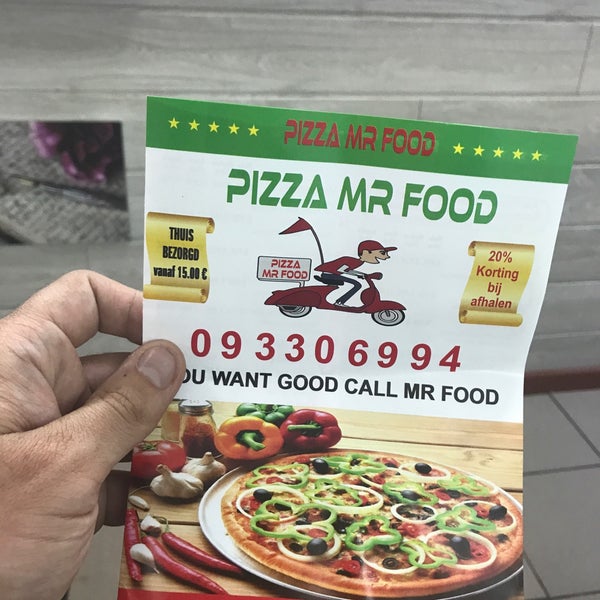 PIZZA MR FOOD
PIZZA MR FOOD
THUIS
BEZORGD
vanaf 15.00 €
PIZZA
MR FOOD
20%
Korting
bij
afhalen
093306994
OU WANT GOOD CALL MR FOOD